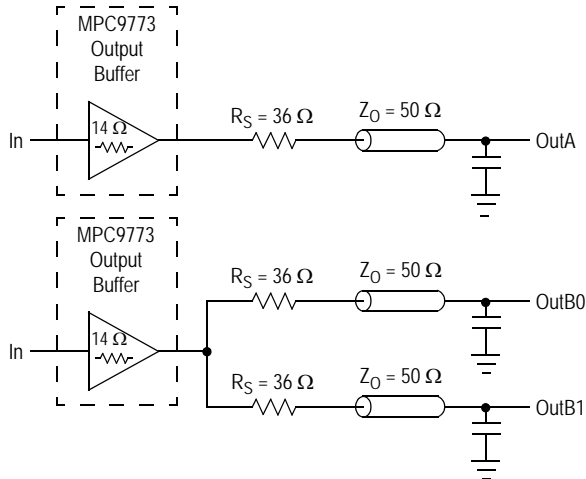 MPC9773
Output
Buffer
14 Ω
In
R_S = 36 Ω
Z_O = 50 Ω
OutA
MPC9773
Output
Buffer
14 Ω
In
R_S = 36 Ω
Z_O = 50 Ω
OutB0
R_S = 36 Ω
Z_O = 50 Ω
OutB1